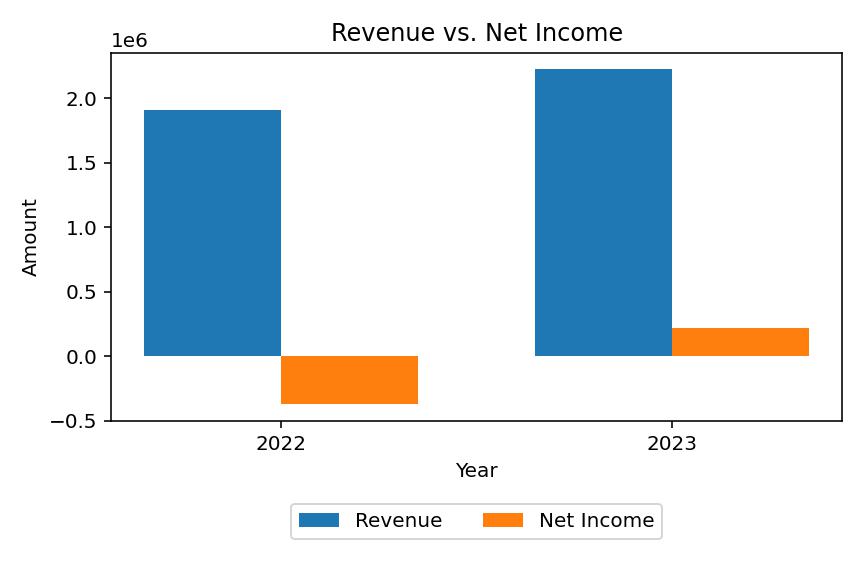 Revenue vs. Net Income
1e6
2.0
1.5
1.0
0.5
0.0
−0.5
Amount
2022 2023
Year
Revenue Net Income